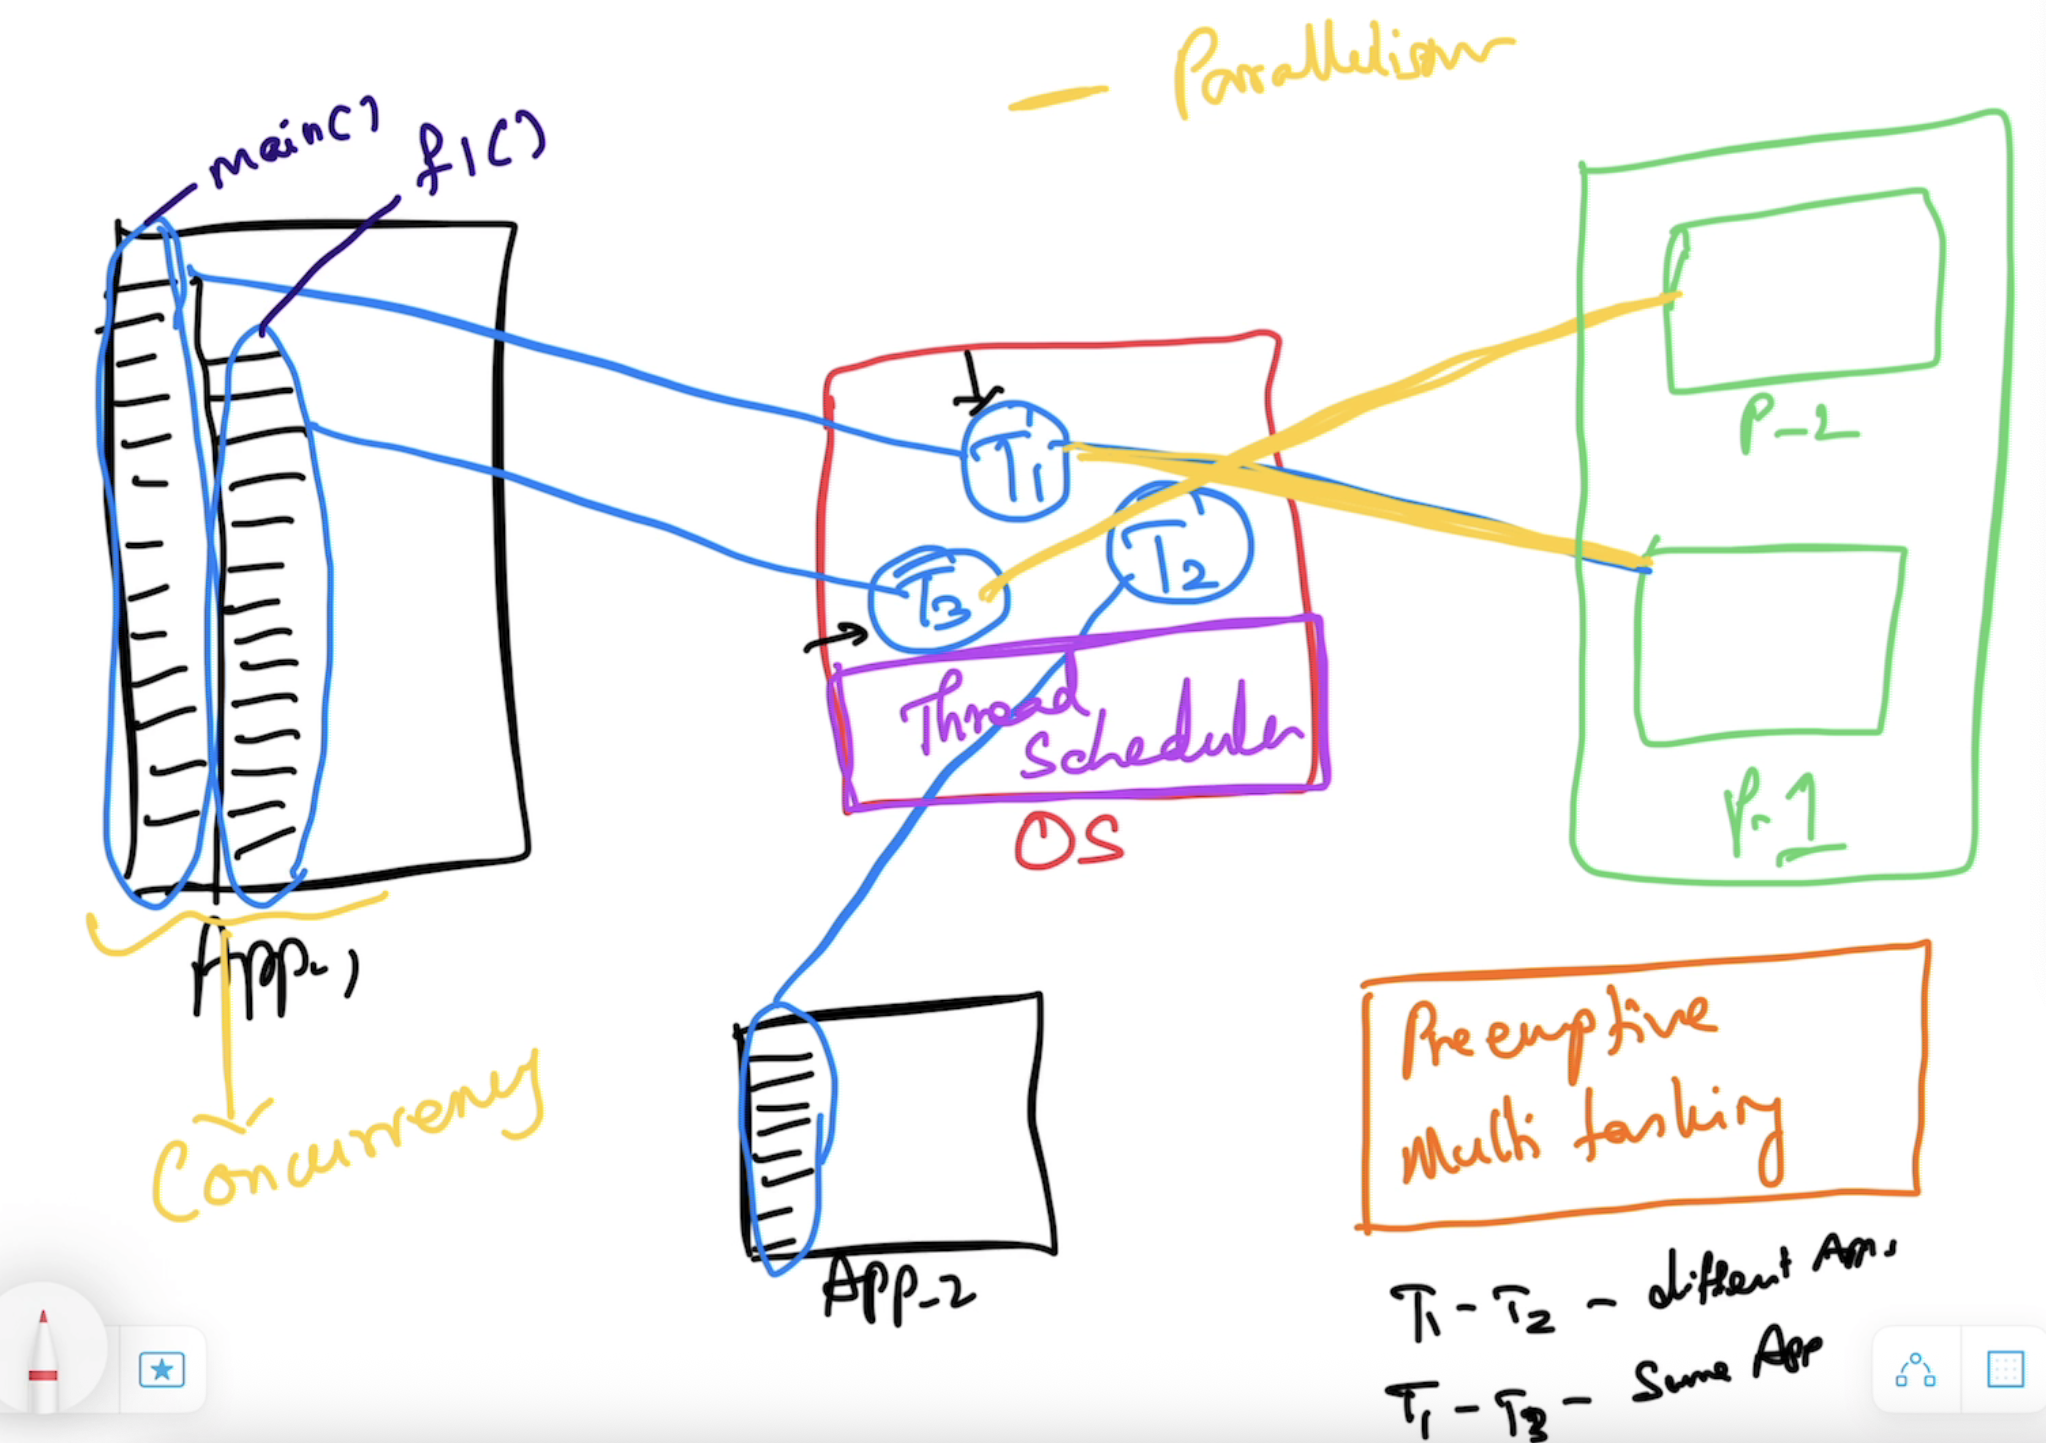 Parallelism
main()
f1()
T1
T2
T3
Thread
Scheduler
OS
P-2
P-1
App-1
Concurrency
App-2
Preemptive
Multi tasking
T1 - T2 - different Apps
T1 - T3 - Same App